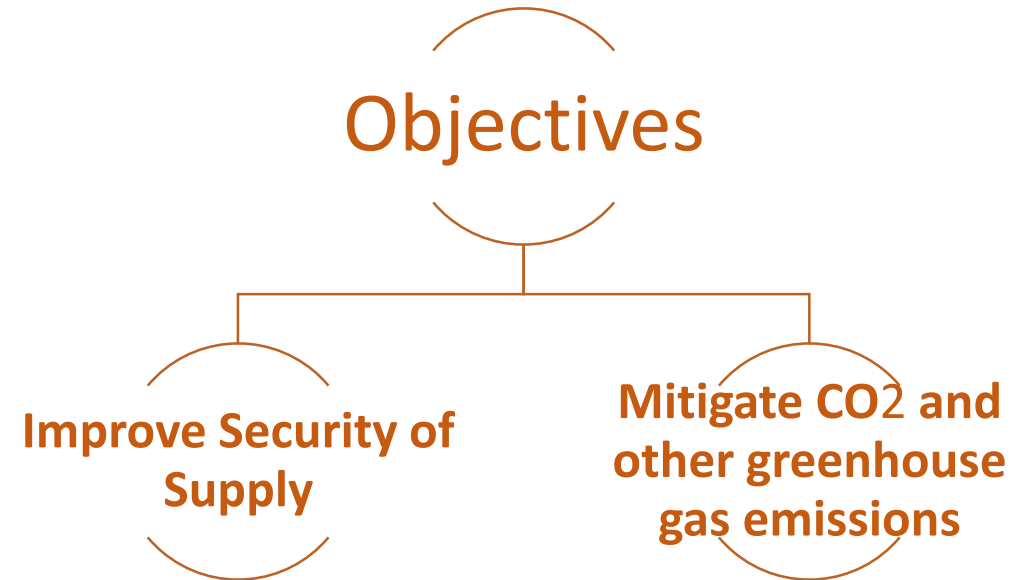 Objectives
Improve Security of
Supply
Mitigate CO2 and
other greenhouse
gas emissions